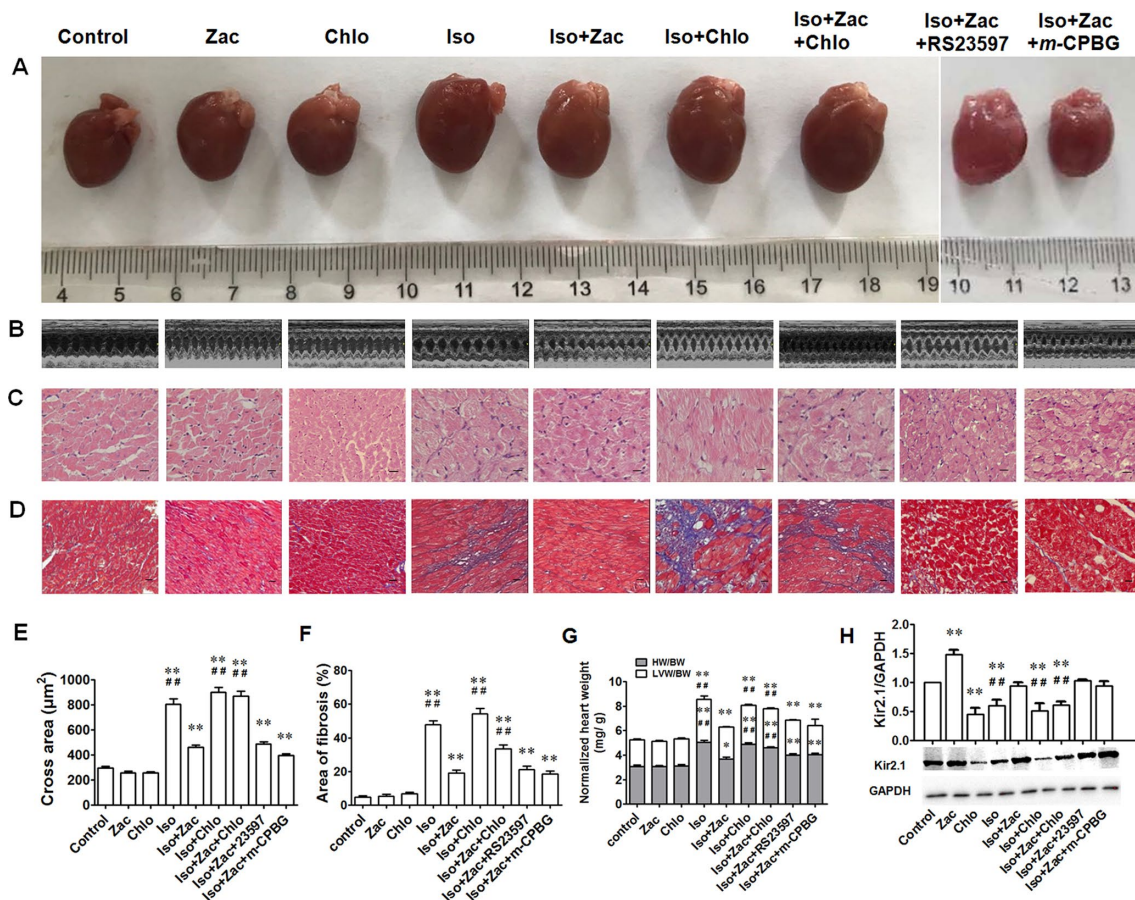 Control Zac Chlo Iso Iso+Zac Iso+Chlo Iso+Zac +Chlo Iso+Zac +RS23597 Iso+Zac +m-CPBG
A
4 5 6 7 8 9 10 11 12 13 14 15 16 17 18 19 10 11 12 13
B
C
D
E
Cross area (μm²)
1000
800
600
400
200
0
** ## ** ** ## ** ## ** *
Control Zac Chlo Iso Iso+Zac Iso+Chlo Iso+Zac+Chlo Iso+Zac+23597 Iso+Zac+m-CPBG
F
Area of fibrosis (%)
80
60
40
20
0
** ## ** ** ## ** ## ** **
Control Zac Chlo Iso Iso+Zac Iso+Chlo Iso+Zac+Chlo Iso+Zac+RS23597 Iso+Zac+m-CPBG
G
HW/BW
LVW/BW
Normalized heart weight (mg/ g)
10
8
6
4
2
0
** ## ** ** ## ** ## ** **
** ## * ** ## ** ## ** **
Control Zac Chlo Iso Iso+Zac Iso+Chlo Iso+Zac+Chlo Iso+Zac+RS23597 Iso+Zac+m-CPBG
H
Kir2.1/GAPDH
2.0
1.5
1.0
0.5
0.0
** ** ** ## ** ## ** ##
Kir2.1
GAPDH
Control Zac Chlo Iso Iso+Zac Iso+Chlo Iso+Zac+Chlo Iso+Zac+23597 Iso+Zac+m-CPBG